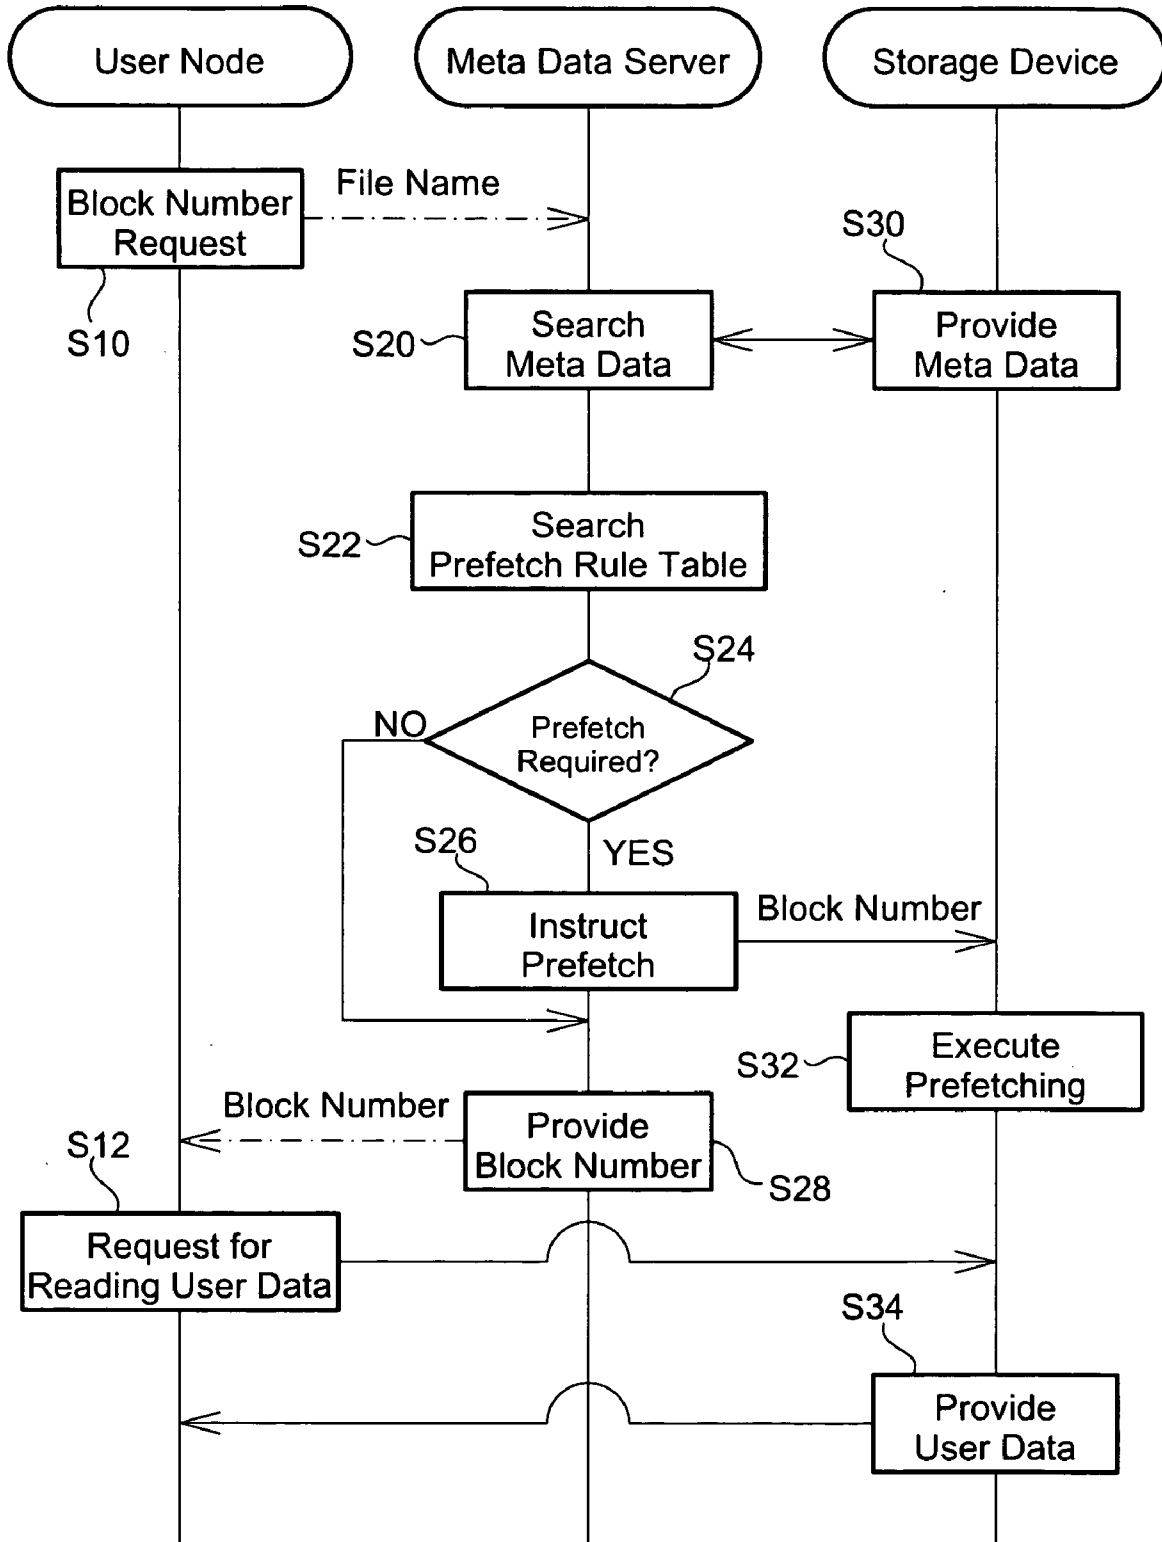 User Node
Meta Data Server
Storage Device
File Name
Block Number
Request
S10
S30
Search
Meta Data
S20
Provide
Meta Data
Search
Prefetch Rule Table
S22
S24
NO
Prefetch
Required?
YES
S26
Instruct
Prefetch
Block Number
Execute
Prefetching
S32
Block Number
Provide
Block Number
S28
S12
Request for
Reading User Data
S34
Provide
User Data